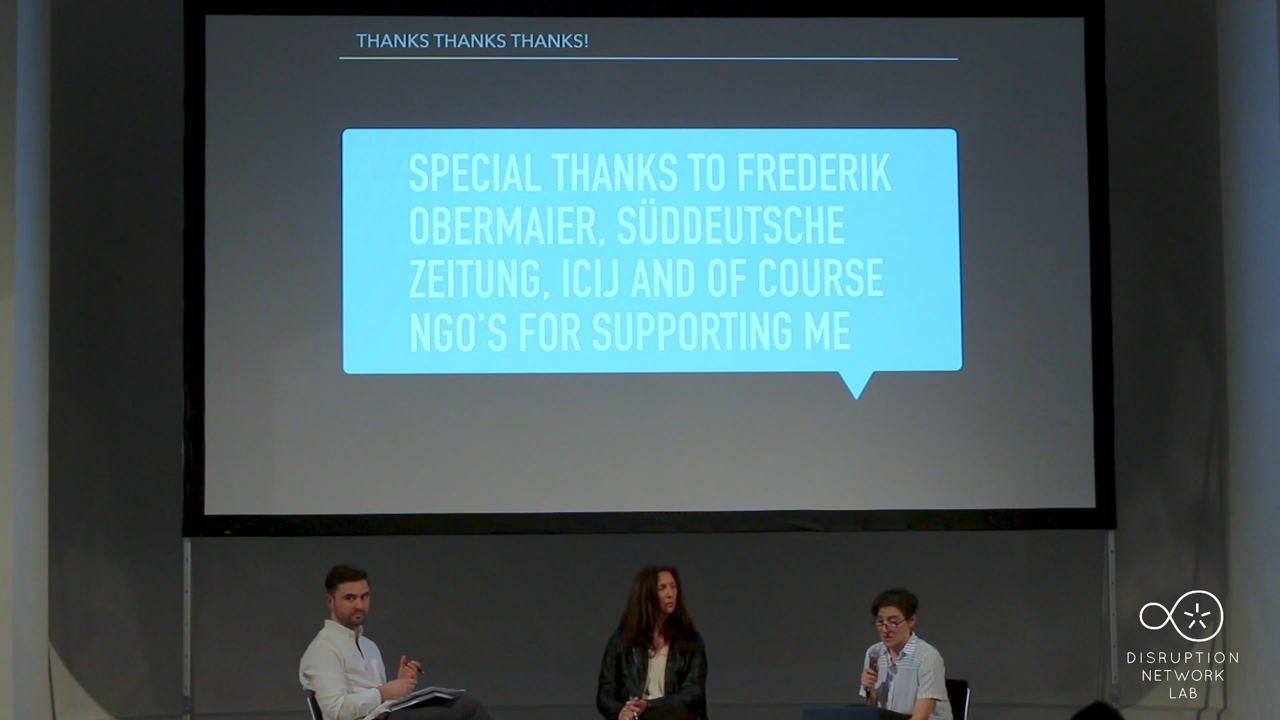 THANKS THANKS THANKS!
SPECIAL THANKS TO FREDERIK
OBERMAIER, SÜDDEUTSCHE
ZEITUNG, ICIJ AND OF COURSE
NGO'S FOR SUPPORTING ME
DISRUPTION
NETWORK
LAB